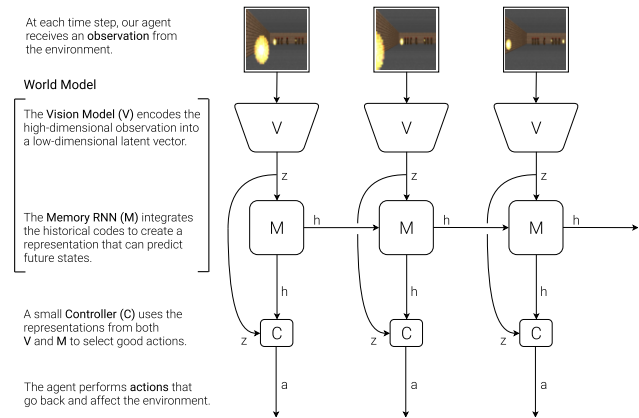 At each time step, our agent
receives an observation from
the environment.
World Model
The Vision Model (V) encodes the
high-dimensional observation into
a low-dimensional latent vector.
The Memory RNN (M) integrates
the historical codes to create a
representation that can predict
future states.
A small Controller (C) uses the
representations from both
V and M to select good actions.
The agent performs actions that
go back and affect the environment.
V V V
z z z
M h M h M h
h h h
C C C
z z z
a a a